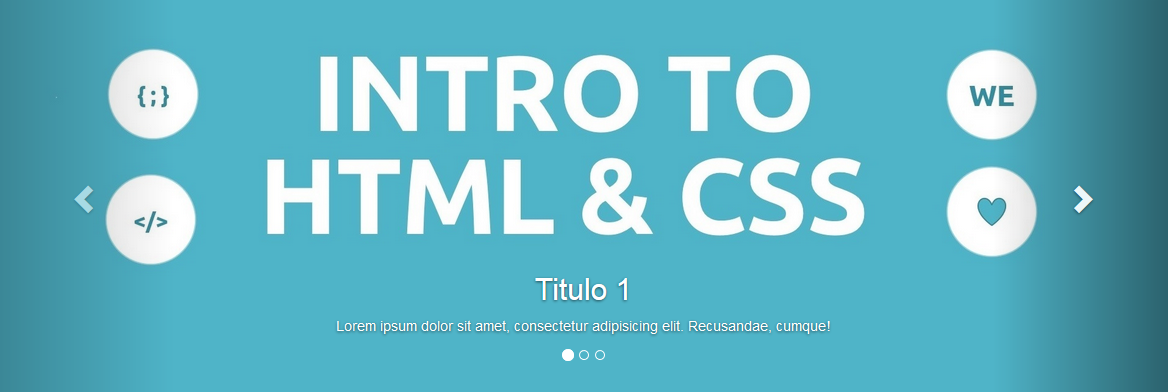 {;}
INTRO TO
WE
</>
HTML & CSS
Titulo 1
Lorem ipsum dolor sit amet, consectetur adipisicing elit. Recusandae, cumque!